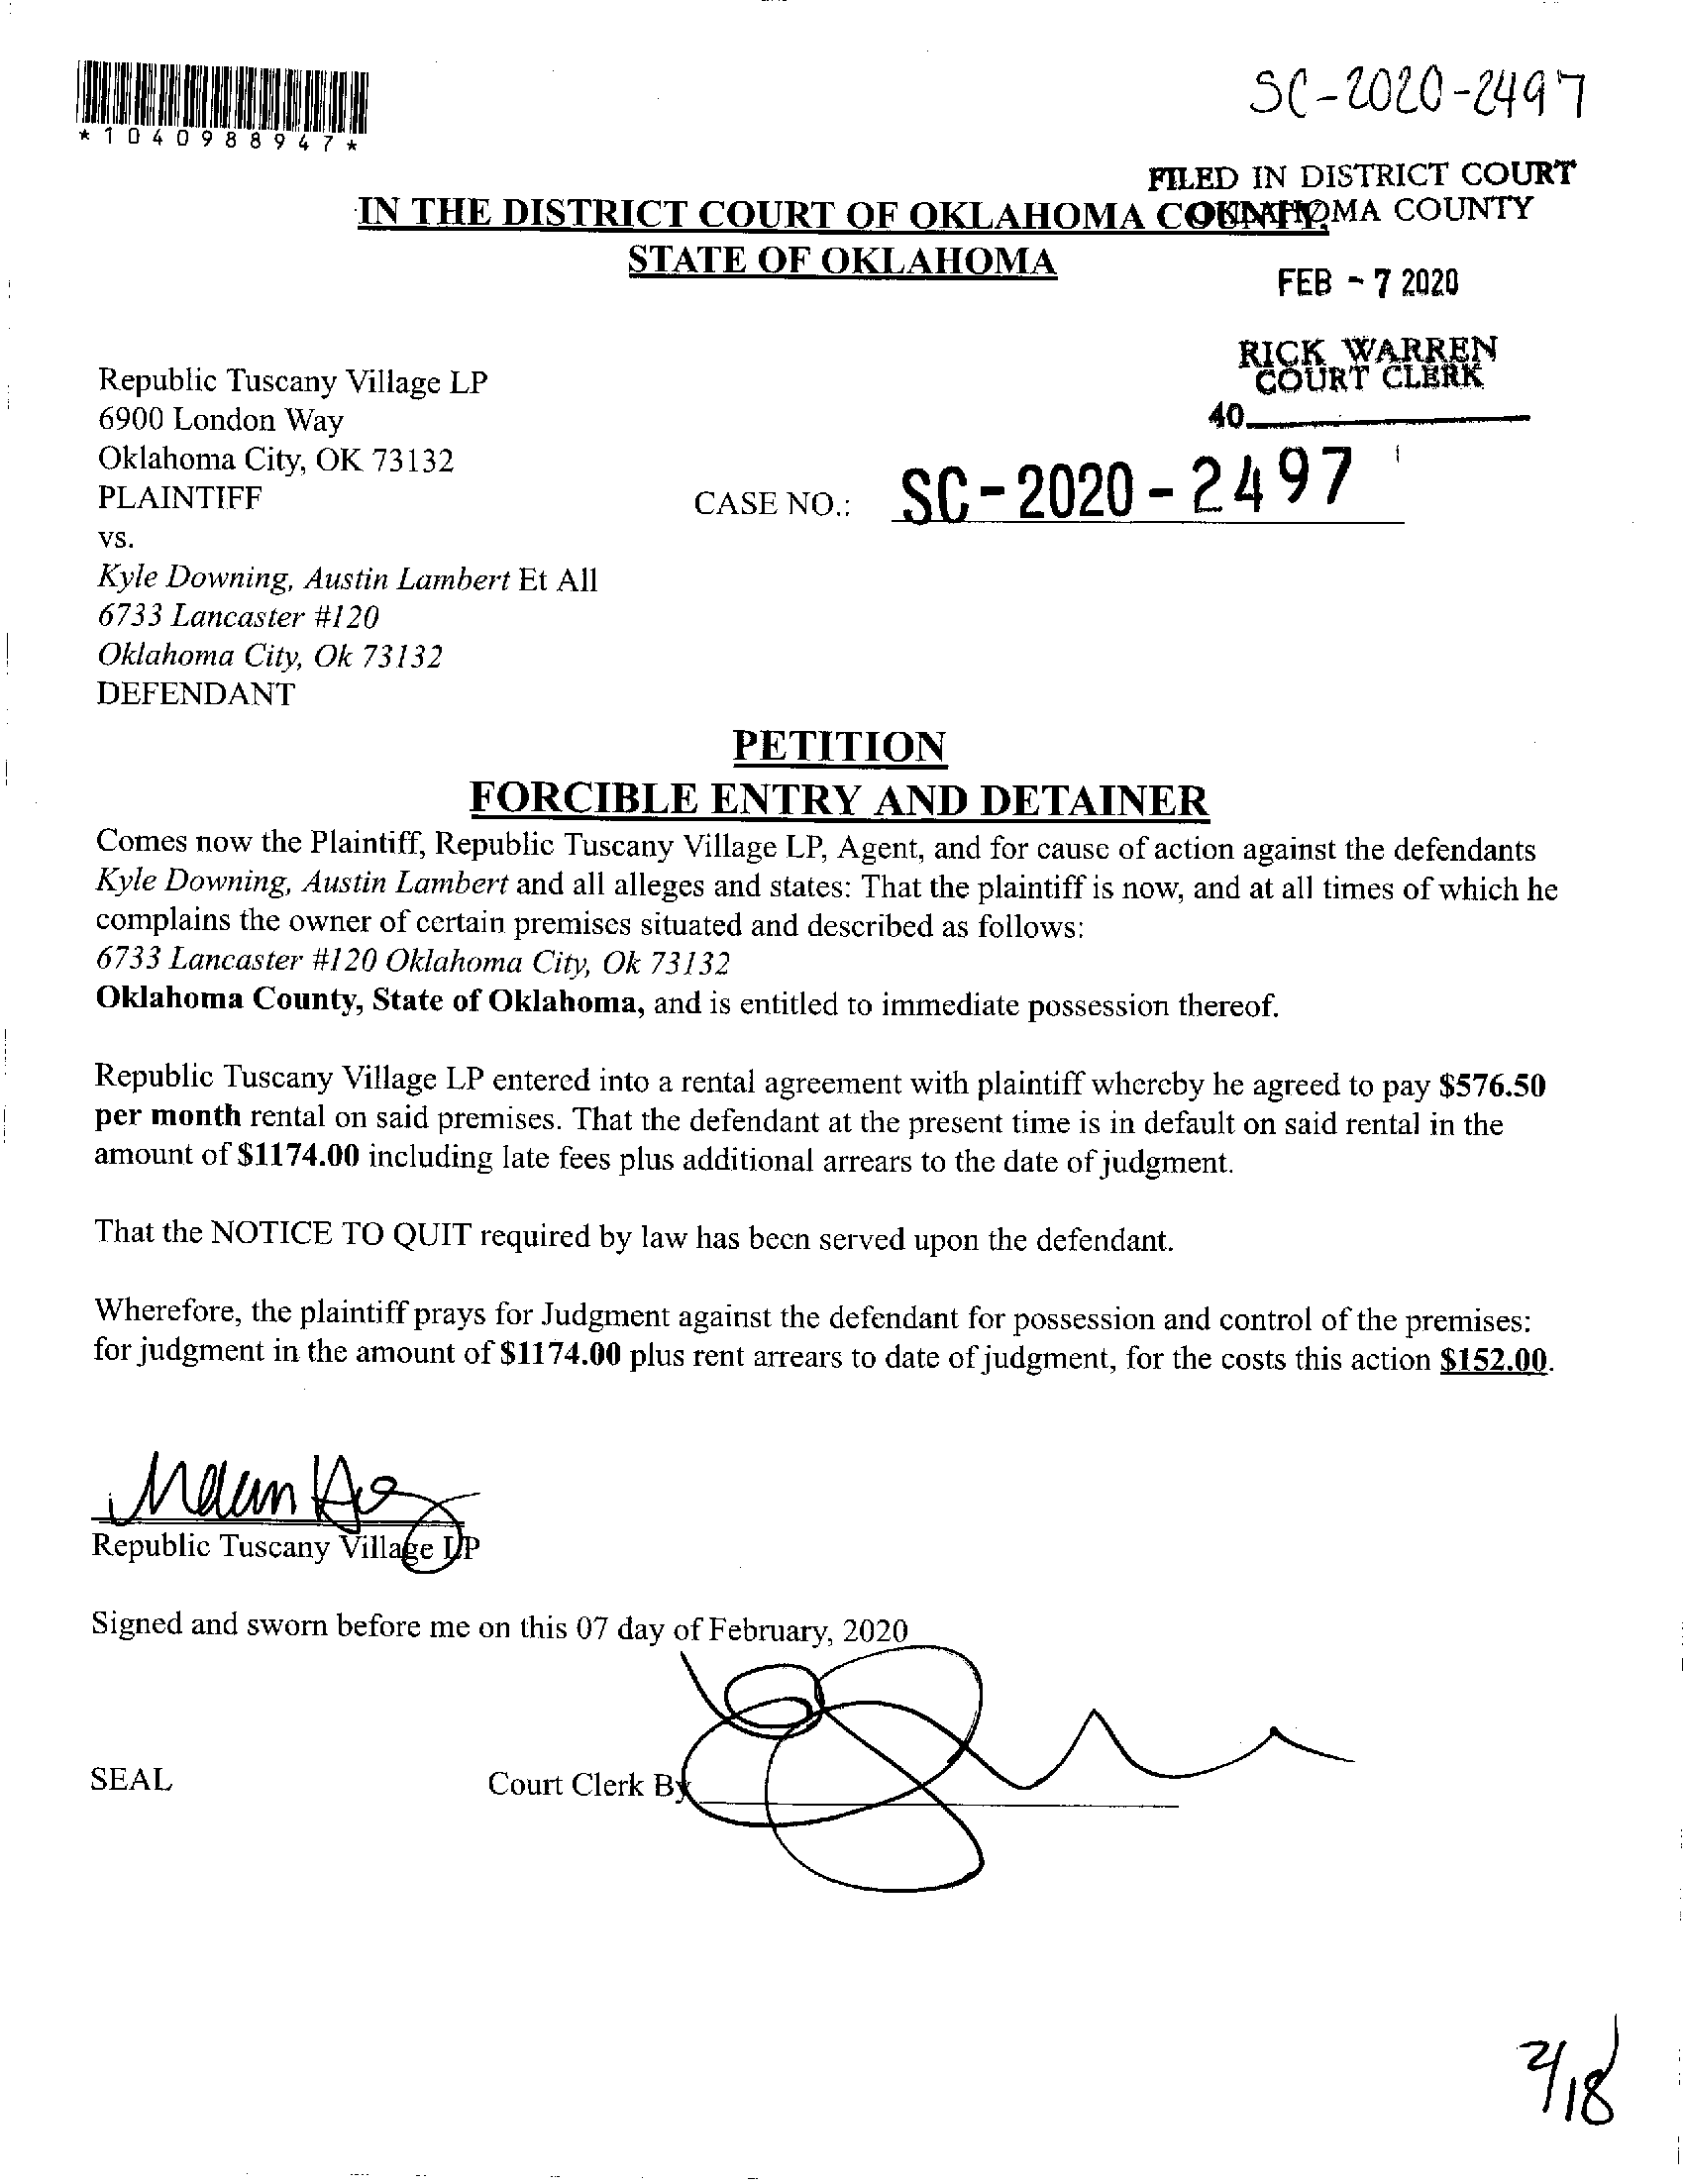 *1040988947*
SC-2020-2497
FILED IN DISTRICT COURT
OKLAHOMA COUNTY
IN THE DISTRICT COURT OF OKLAHOMA COUNTY,
STATE OF OKLAHOMA
FEB - 7 2020
RICK WARREN
COURT CLERK
40
Republic Tuscany Village LP
6900 London Way
Oklahoma City, OK 73132
PLAINTIFF
CASE NO.: SC-2020-2497
vs.
Kyle Downing, Austin Lambert Et All
6733 Lancaster #120
Oklahoma City, Ok 73132
DEFENDANT
PETITION
FORCIBLE ENTRY AND DETAINER
Comes now the Plaintiff, Republic Tuscany Village LP, Agent, and for cause of action against the defendants
Kyle Downing, Austin Lambert and all alleges and states: That the plaintiff is now, and at all times of which he
complains the owner of certain premises situated and described as follows:
6733 Lancaster #120 Oklahoma City, Ok 73132
Oklahoma County, State of Oklahoma, and is entitled to immediate possession thereof.
Republic Tuscany Village LP entered into a rental agreement with plaintiff whereby he agreed to pay $576.50
per month rental on said premises. That the defendant at the present time is in default on said rental in the
amount of $1174.00 including late fees plus additional arrears to the date of judgment.
That the NOTICE TO QUIT required by law has been served upon the defendant.
Wherefore, the plaintiff prays for Judgment against the defendant for possession and control of the premises:
for judgment in the amount of $1174.00 plus rent arrears to date of judgment, for the costs this action $152.00.
Republic Tuscany Village LP
Signed and sworn before me on this 07 day of February, 2020
SEAL
Court Clerk By
2/18